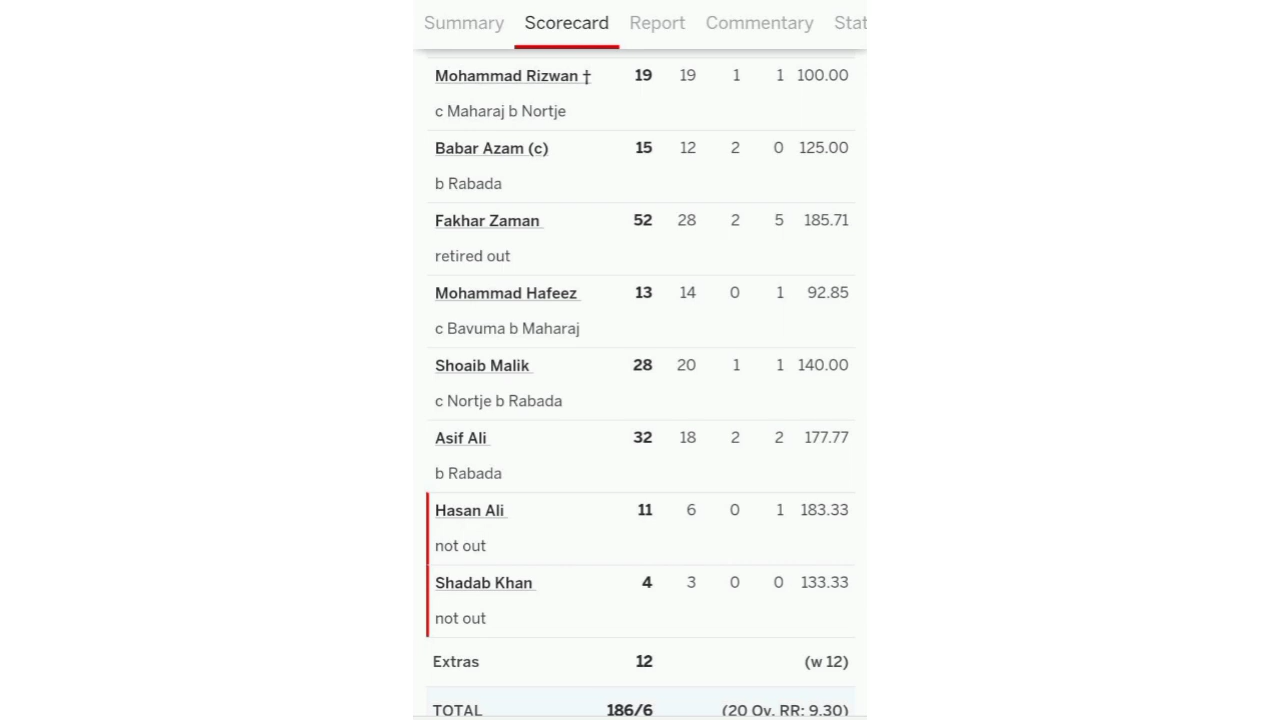 Summary Scorecard Report Commentary Stat
Mohammad Rizwan † 19 19 1 1 100.00
c Maharaj b Nortje
Babar Azam (c) 15 12 2 0 125.00
b Rabada
Fakhar Zaman 52 28 2 5 185.71
retired out
Mohammad Hafeez 13 14 0 1 92.85
c Bavuma b Maharaj
Shoaib Malik 28 20 1 1 140.00
c Nortje b Rabada
Asif Ali 32 18 2 2 177.77
b Rabada
Hasan Ali 11 6 0 1 183.33
not out
Shadab Khan 4 3 0 0 133.33
not out
Extras 12 (w 12)
TOTAL 186/6 (20 Ov, RR: 9.30)